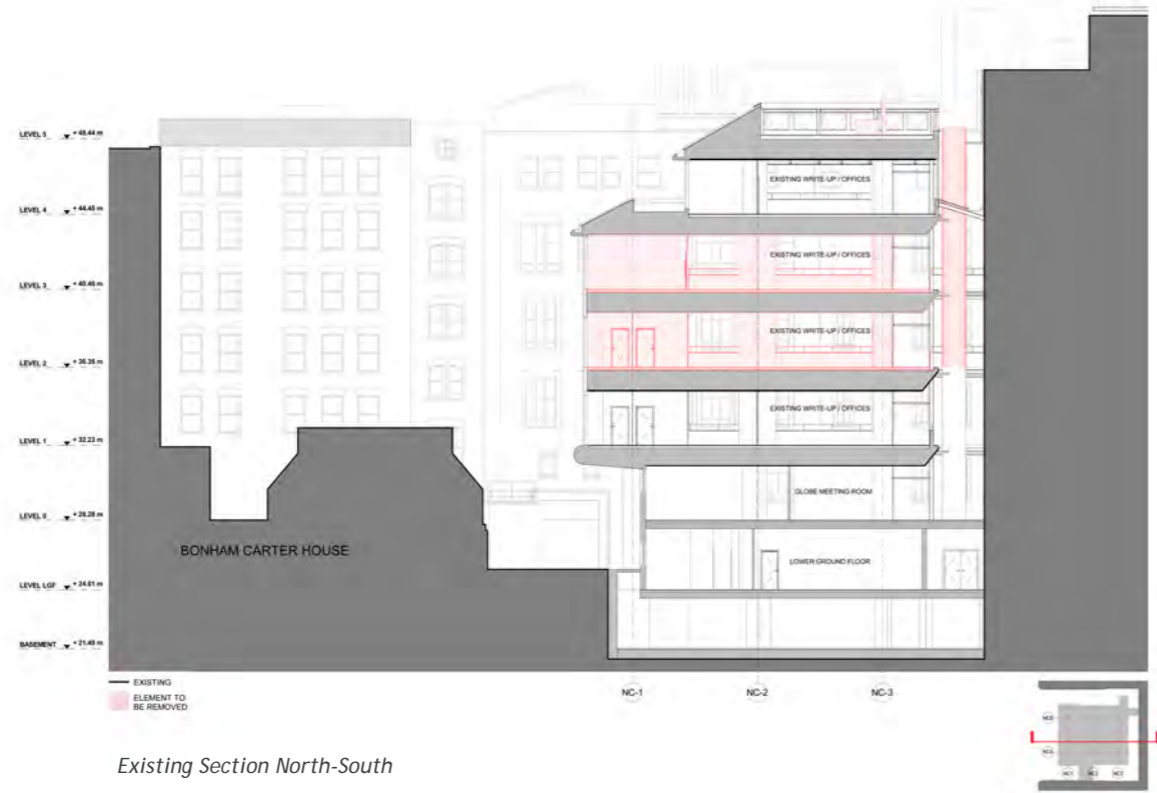 LEVEL 5 + 48.44 m
EXISTING WRITE-UP / OFFICES
LEVEL 4 + 44.45 m
EXISTING WRITE-UP / OFFICES
LEVEL 3 + 40.46 m
EXISTING WRITE-UP / OFFICES
LEVEL 2 + 36.36 m
EXISTING WRITE-UP / OFFICES
LEVEL 1 + 32.23 m
GLOBE MEETING ROOM
LEVEL 0 + 28.28 m
BONHAM CARTER HOUSE
LOWER GROUND FLOOR
LEVEL LGF + 24.61 m
BASEMENT + 21.49 m
EXISTING
ELEMENT TO
BE REMOVED
NC-1 NC-2 NC-3
NC1 NC2 NC3
Existing Section North-South